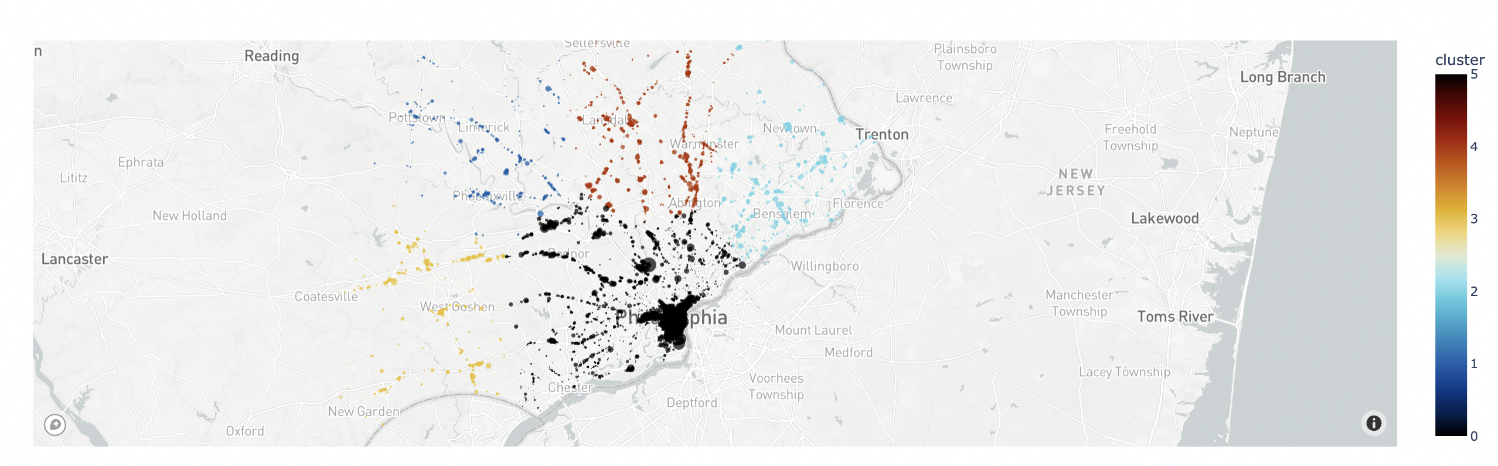 Sellersville
n
Reading
Plainsboro
Township
Long Branch
cluster
5
Pottstown
Limerick
Lansdale
Newtown
Lawrence
Trenton
Freehold
Township
Neptune
Warminster
4
Ephrata
Lititz
Phoenixville
Abington
Florence
NEW
JERSEY
New Holland
Bensalem
Lakewood
3
Lancaster
Radnor
Willingboro
Coatesville
West Goshen
Manchester
Township
2
Philadelphia
Toms River
Mount Laurel
Medford
Lacey Township
1
Chester
Voorhees
Township
Deptford
New Garden
Oxford
0